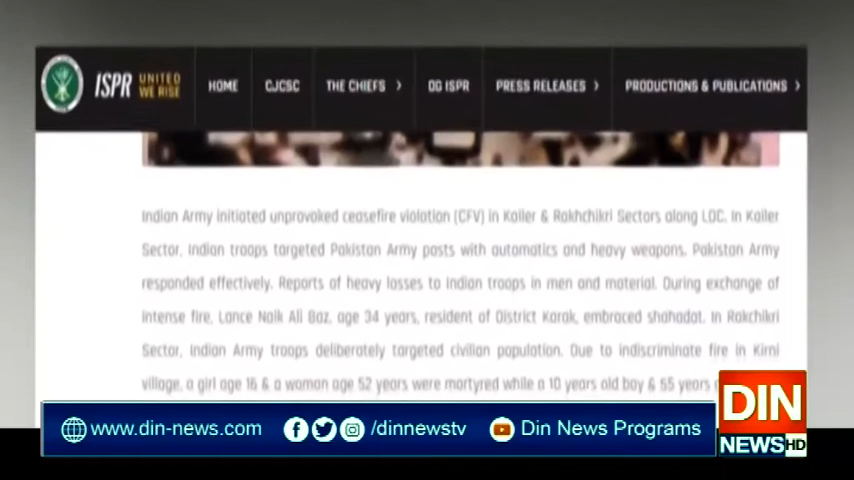 ISPR UNITED WE RISE HOME CJCSC THE CHIEFS > DG ISPR PRESS RELEASES > PRODUCTIONS & PUBLICATIONS >
Indian Army initiated unprovoked ceasefire violation (CFV) in Kailer & Rakhchikri Sectors along LOC. In Kailer
Sector, Indian troops targeted Pakistan Army posts with automatics and heavy weapons. Pakistan Army
responded effectively. Reports of heavy losses to Indian troops in men and material. During exchange of
intense fire, Lance Naik Ali Baz, age 34 years, resident of District Karak, embraced shahadat. In Rakchikri
Sector, Indian Army troops deliberately targeted civilian population. Due to indiscriminate fire in Kirni
village, a girl age 16 & a woman age 52 years were martyred while a 10 years old boy & 55 years
www.din-news.com /dinnewstv Din News Programs
DIN
NEWS HD